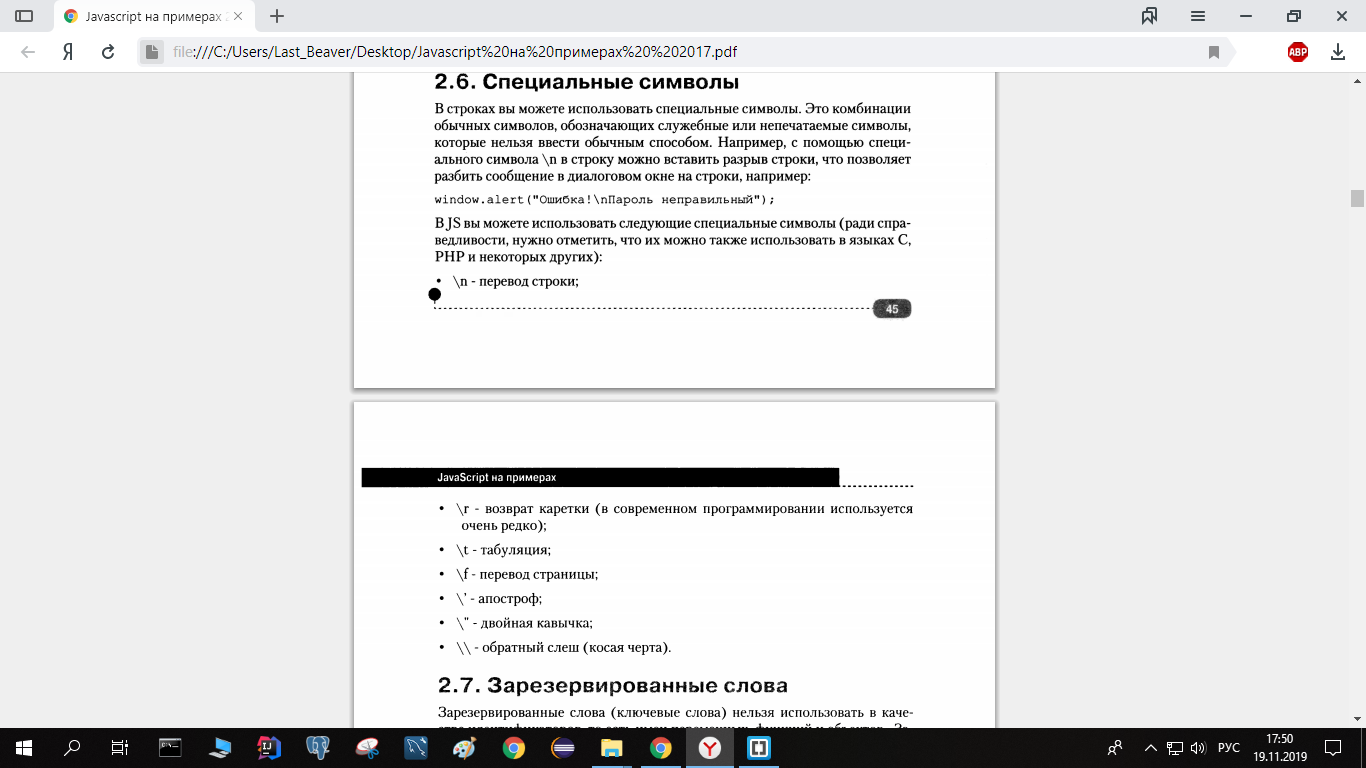 Javascript на примерах 2
file:///C:/Users/Last_Beaver/Desktop/Javascript%20на%20примерах%20%202017.pdf
ABP
2.6. Специальные символы
В строках вы можете использовать специальные символы. Это комбинации
обычных символов, обозначающих служебные или непечатаемые символы,
которые нельзя ввести обычным способом. Например, с помощью специ-
ального символа \n в строку можно вставить разрыв строки, что позволяет
разбить сообщение в диалоговом окне на строки, например:
window.alert("Ошибка!\nПароль неправильный");
В JS вы можете использовать следующие специальные символы (ради спра-
ведливости, нужно отметить, что их можно также использовать в языках C,
PHP и некоторых других):
• \n - перевод строки;
45
JavaScript на примерах
• \r - возврат каретки (в современном программировании используется
очень редко);
• \t - табуляция;
• \f - перевод страницы;
• \' - апостроф;
• \" - двойная кавычка;
• \\ - обратный слеш (косая черта).
2.7. Зарезервированные слова
Зарезервированные слова (ключевые слова) нельзя использовать в каче-
РУС
17:50
19.11.2019